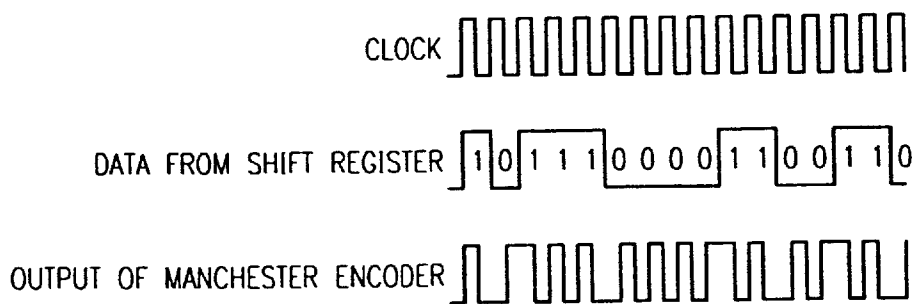 CLOCK
DATA FROM SHIFT REGISTER 1 0 1 1 1 0 0 0 0 1 1 0 0 1 1 0
OUTPUT OF MANCHESTER ENCODER